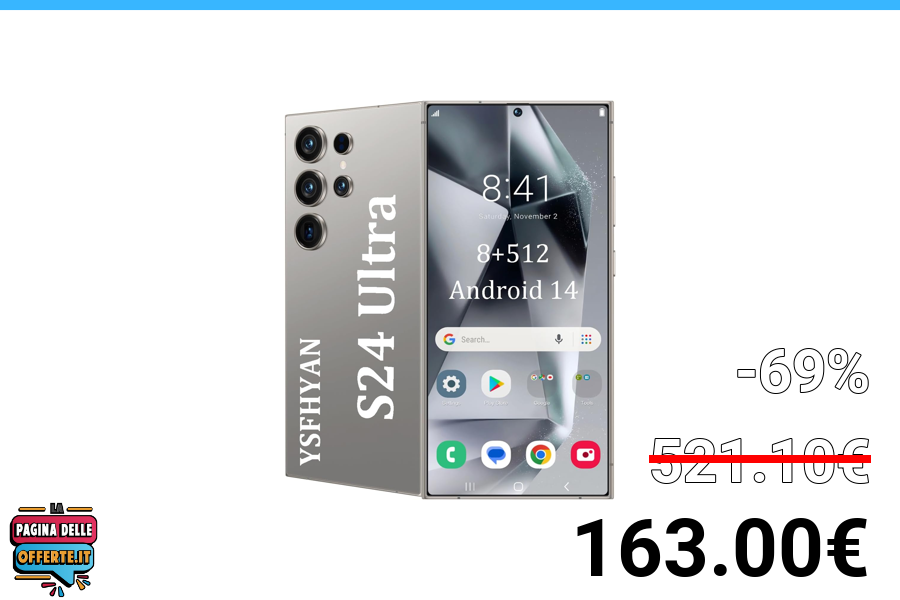 YSFHYAN
S24 Ultra
8:41
Saturday, November 2
8+512
Android 14
Search...
-69%
521.10€
163.00€
LA
PAGINA DELLE
OFFERTE.IT